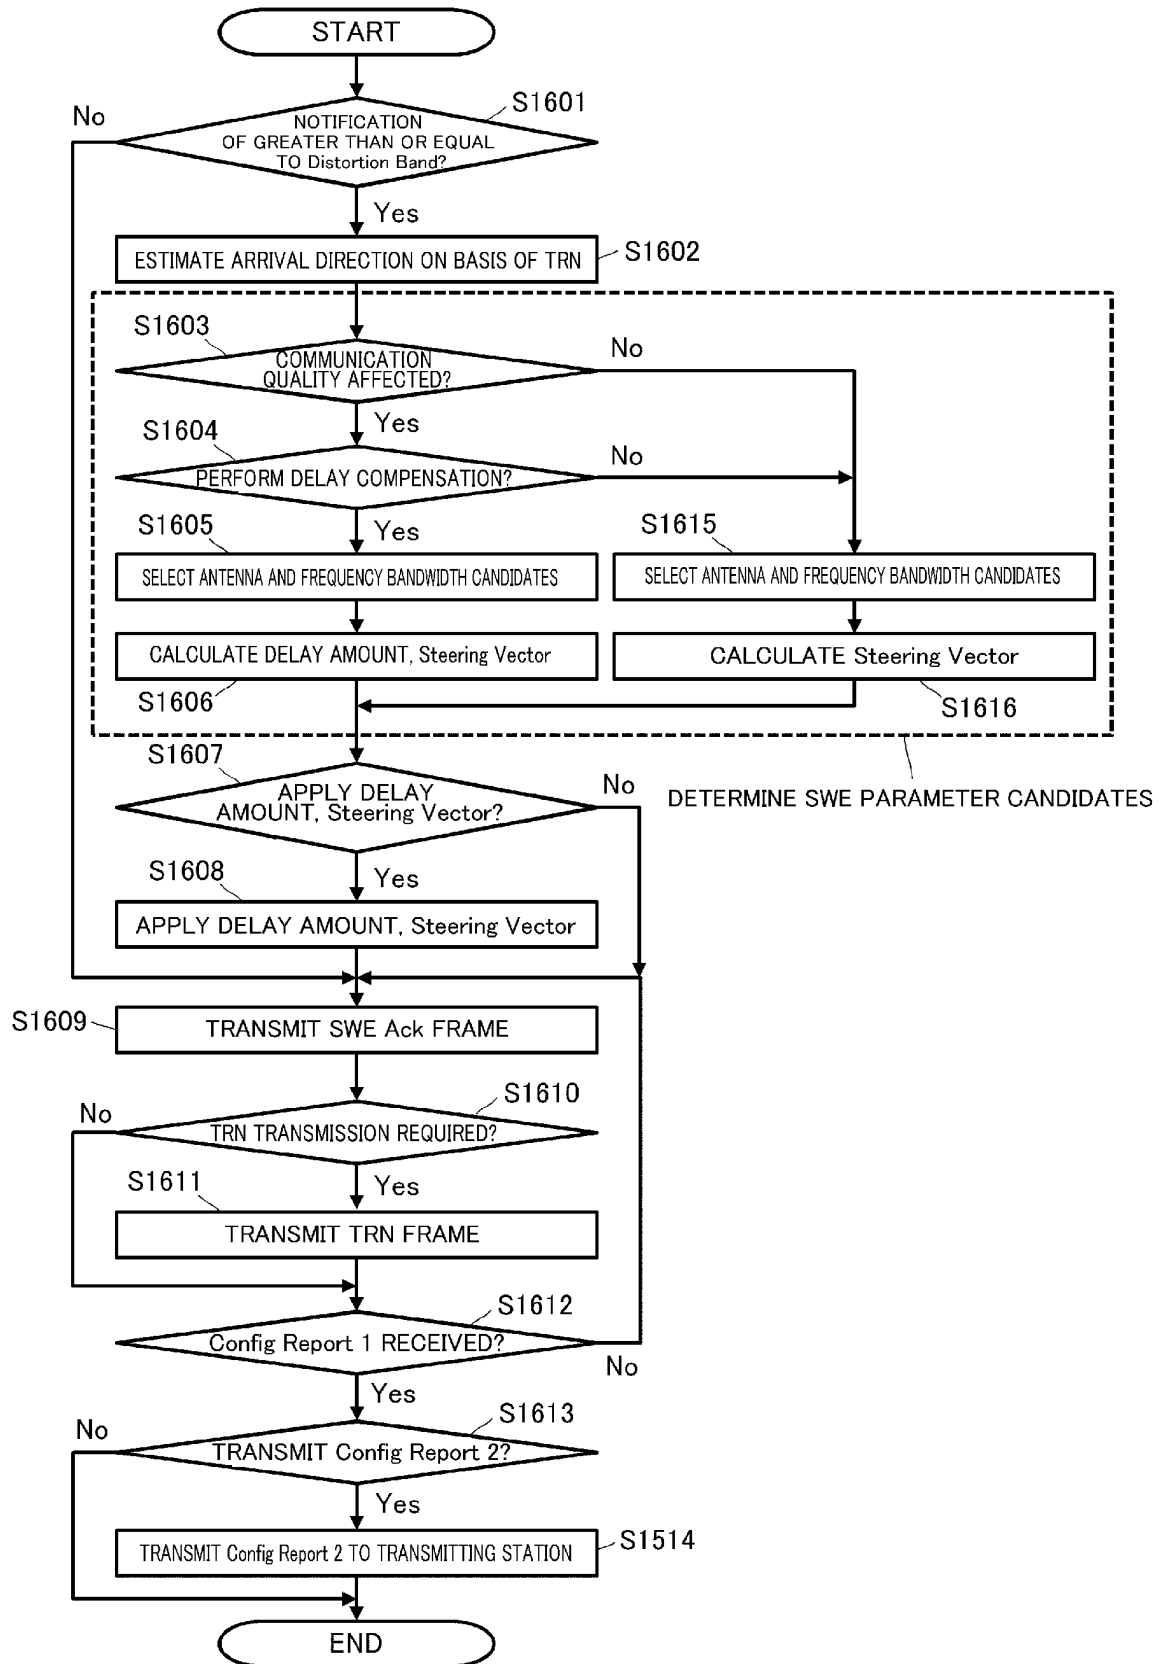 START
No
S1601
NOTIFICATION
OF GREATER THAN OR EQUAL
TO Distortion Band?
Yes
ESTIMATE ARRIVAL DIRECTION ON BASIS OF TRN
S1602
S1603
No
COMMUNICATION
QUALITY AFFECTED?
Yes
S1604
No
PERFORM DELAY COMPENSATION?
S1605
Yes
S1615
SELECT ANTENNA AND FREQUENCY BANDWIDTH CANDIDATES
SELECT ANTENNA AND FREQUENCY BANDWIDTH CANDIDATES
CALCULATE DELAY AMOUNT, Steering Vector
CALCULATE Steering Vector
S1606
S1616
S1607
No
APPLY DELAY
AMOUNT, Steering Vector?
DETERMINE SWE PARAMETER CANDIDATES
S1608
Yes
APPLY DELAY AMOUNT, Steering Vector
S1609
TRANSMIT SWE Ack FRAME
S1610
No
TRN TRANSMISSION REQUIRED?
S1611
Yes
TRANSMIT TRN FRAME
S1612
Config Report 1 RECEIVED?
No
Yes
S1613
No
TRANSMIT Config Report 2?
Yes
TRANSMIT Config Report 2 TO TRANSMITTING STATION
S1514
END